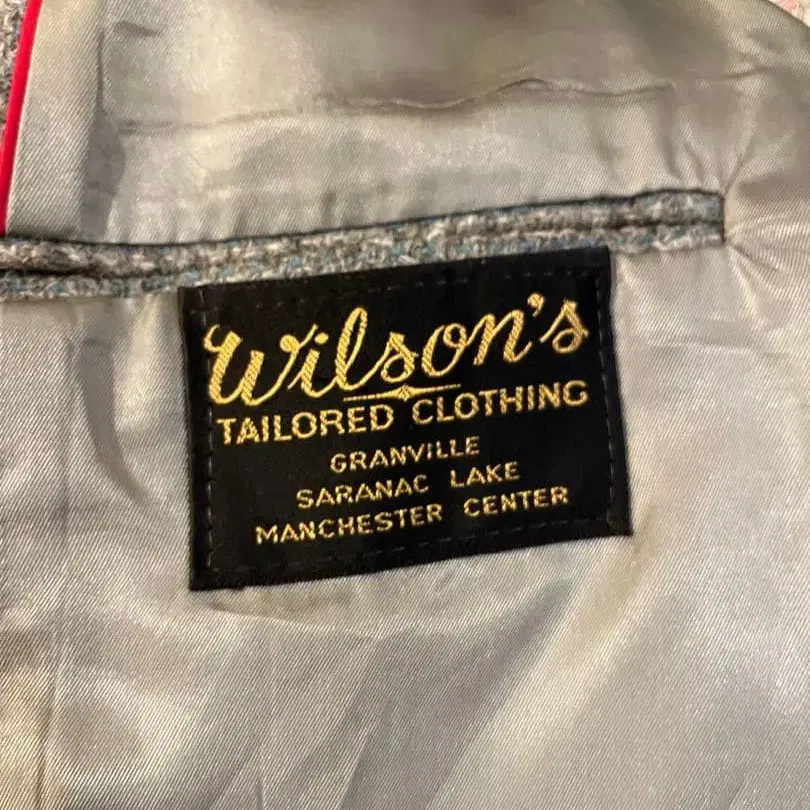 Wilson's
TAILORED CLOTHING
GRANVILLE
SARANAC LAKE
MANCHESTER CENTER